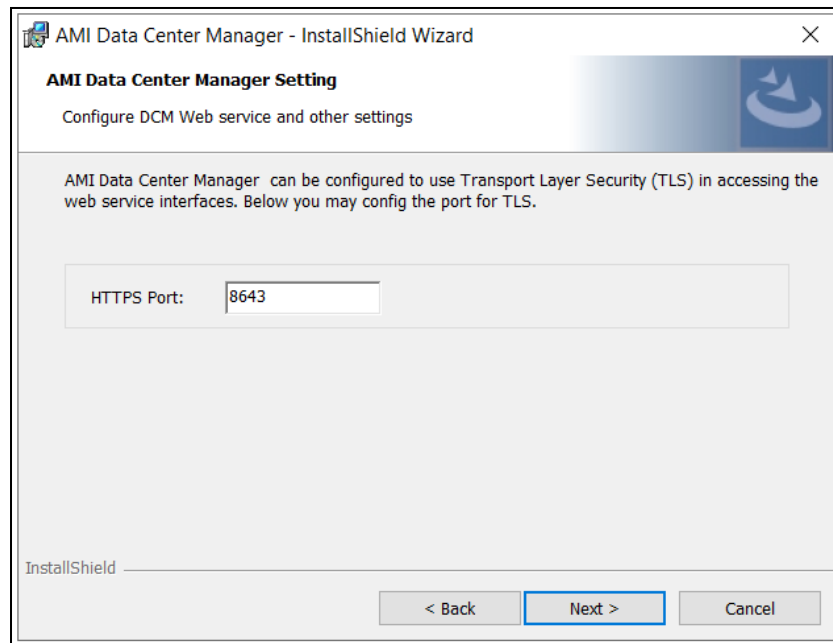 AMI Data Center Manager - InstallShield Wizard
AMI Data Center Manager Setting
Configure DCM Web service and other settings
AMI Data Center Manager can be configured to use Transport Layer Security (TLS) in accessing the
web service interfaces. Below you may config the port for TLS.
HTTPS Port: 8643
InstallShield
< Back Next > Cancel